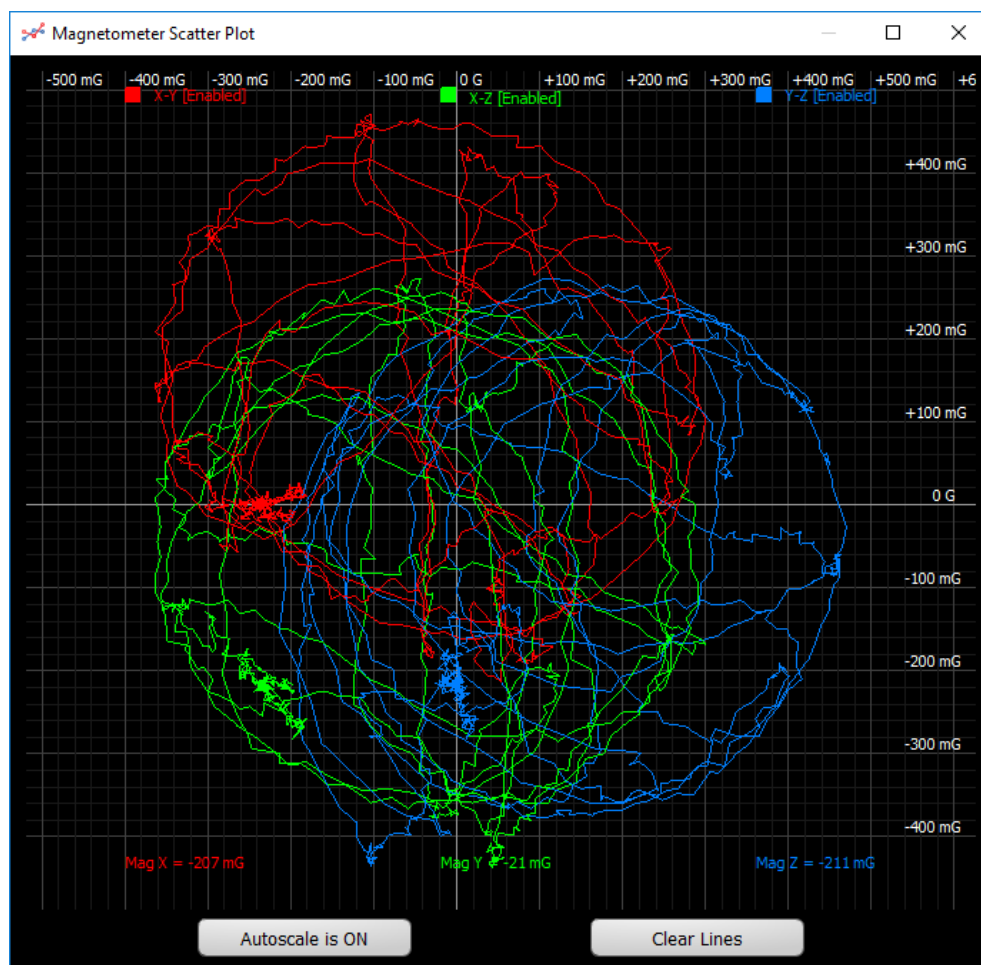 Magnetometer Scatter Plot
-500 mG -400 mG -300 mG -200 mG -100 mG 0 G +100 mG +200 mG +300 mG +400 mG +500 mG +6
X-Y [Enabled] X-Z [Enabled] Y-Z [Enabled]
+400 mG
+300 mG
+200 mG
+100 mG
0 G
-100 mG
-200 mG
-300 mG
-400 mG
Mag X = -207 mG Mag Y = -21 mG Mag Z = -211 mG
Autoscale is ON Clear Lines